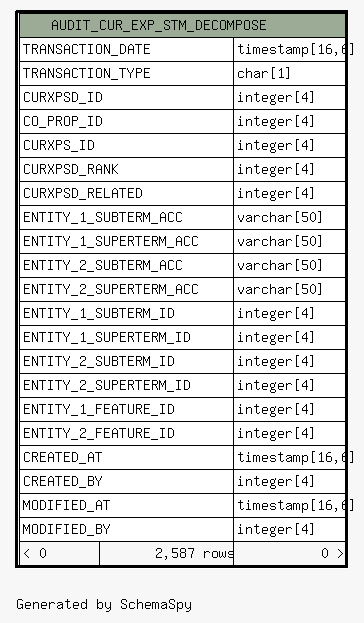 AUDIT_CUR_EXP_STM_DECOMPOSE
TRANSACTION_DATE timestamp[16,6]
TRANSACTION_TYPE char[1]
CURXPSD_ID integer[4]
CO_PROP_ID integer[4]
CURXPS_ID integer[4]
CURXPSD_RANK integer[4]
CURXPSD_RELATED integer[4]
ENTITY_1_SUBTERM_ACC varchar[50]
ENTITY_1_SUPERTERM_ACC varchar[50]
ENTITY_2_SUBTERM_ACC varchar[50]
ENTITY_2_SUPERTERM_ACC varchar[50]
ENTITY_1_SUBTERM_ID integer[4]
ENTITY_1_SUPERTERM_ID integer[4]
ENTITY_2_SUBTERM_ID integer[4]
ENTITY_2_SUPERTERM_ID integer[4]
ENTITY_1_FEATURE_ID integer[4]
ENTITY_2_FEATURE_ID integer[4]
CREATED_AT timestamp[16,6]
CREATED_BY integer[4]
MODIFIED_AT timestamp[16,6]
MODIFIED_BY integer[4]
< 0 2,587 rows 0 >
Generated by SchemaSpy